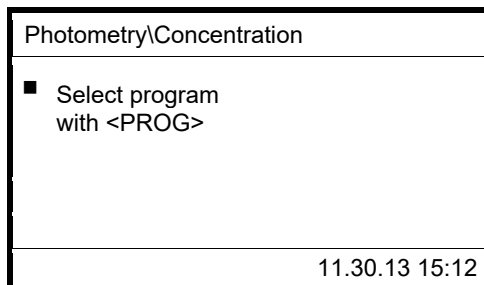 Photometry\Concentration
■ Select program
with <PROG>
11.30.13 15:12